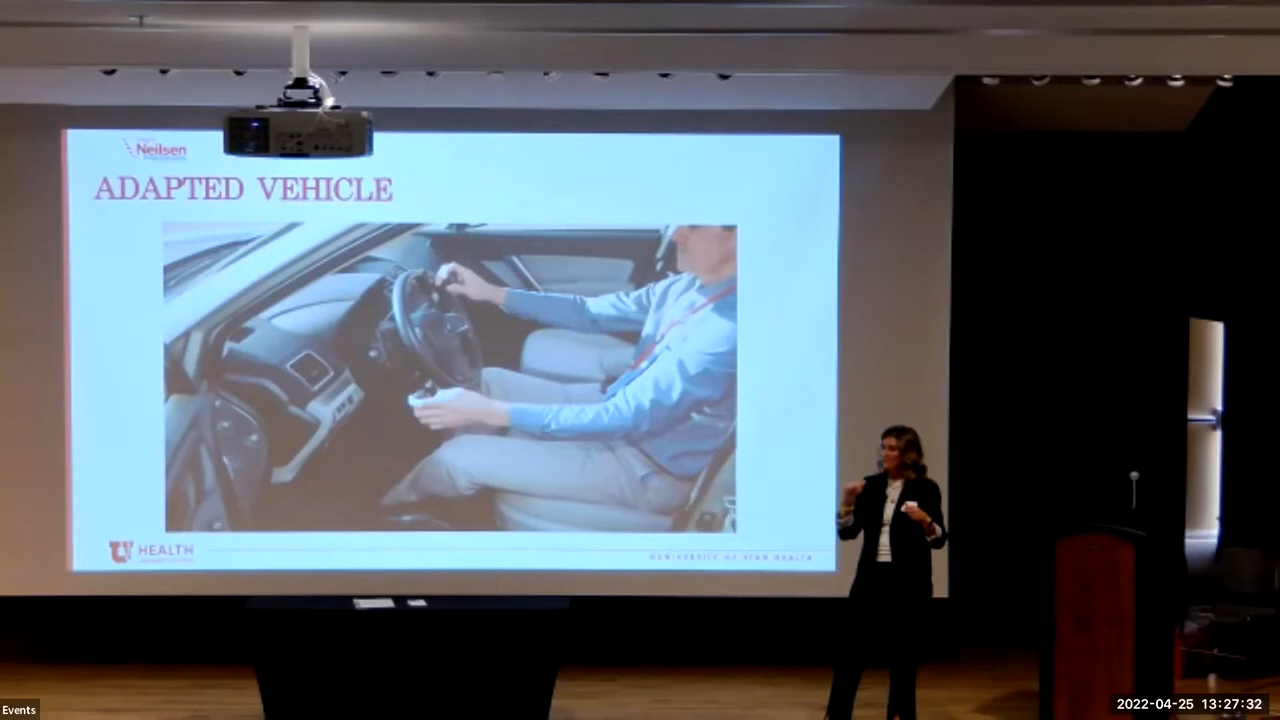 Neilsen
ADAPTED VEHICLE
U HEALTH
©UNIVERSITY OF UTAH HEALTH
Events
2022-04-25 13:27:32